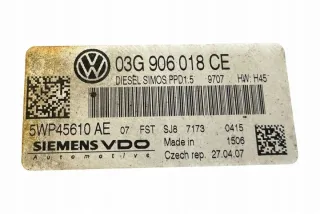 03G 906 018 CE
DIESEL SIMOS PPD1.5 9707 HW: H45
5WP45610 AE 07 FST SJ8 7173 0415
SIEMENS VDO Made in 1506
Automotive Czech rep. 27.04.07